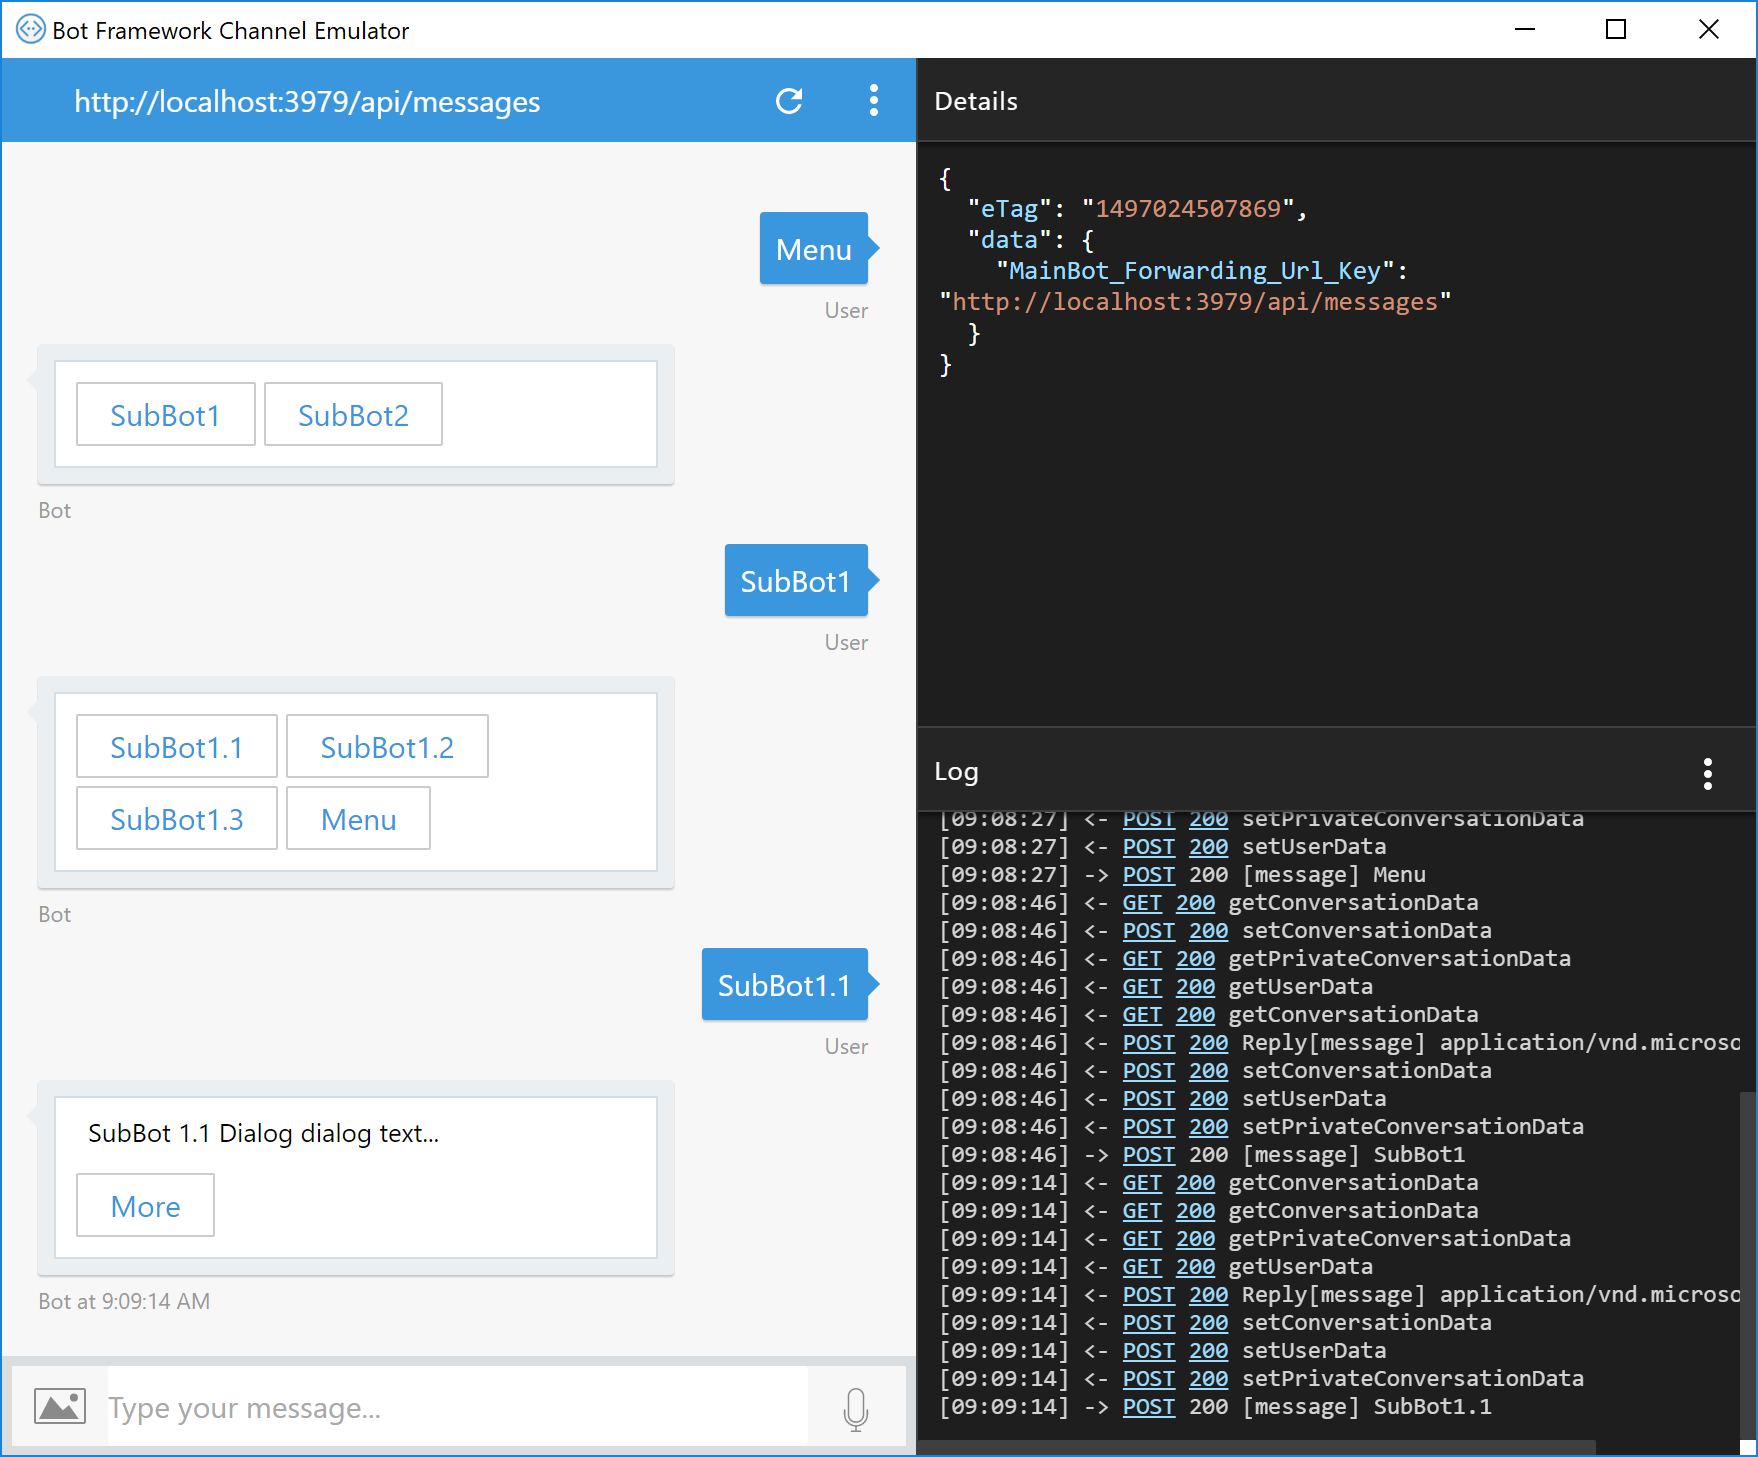 Bot Framework Channel Emulator
http://localhost:3979/api/messages
Menu
User
SubBot1 SubBot2
Bot
SubBot1
User
SubBot1.1 SubBot1.2
SubBot1.3 Menu
Bot
SubBot1.1
User
SubBot 1.1 Dialog dialog text...
More
Bot at 9:09:14 AM
Type your message...
Details
{
"eTag": "1497024507869",
"data": {
"MainBot_Forwarding_Url_Key":
"http://localhost:3979/api/messages"
}
}
Log
[09:08:27] <- POST 200 setPrivateConversationData
[09:08:27] <- POST 200 setUserData
[09:08:27] -> POST 200 [message] Menu
[09:08:46] <- GET 200 getConversationData
[09:08:46] <- POST 200 setConversationData
[09:08:46] <- GET 200 getPrivateConversationData
[09:08:46] <- GET 200 getUserData
[09:08:46] <- GET 200 getConversationData
[09:08:46] <- POST 200 Reply[message] application/vnd.microso
[09:08:46] <- POST 200 setConversationData
[09:08:46] <- POST 200 setUserData
[09:08:46] <- POST 200 setPrivateConversationData
[09:08:46] -> POST 200 [message] SubBot1
[09:09:14] <- GET 200 getConversationData
[09:09:14] <- GET 200 getConversationData
[09:09:14] <- GET 200 getPrivateConversationData
[09:09:14] <- GET 200 getUserData
[09:09:14] <- POST 200 Reply[message] application/vnd.microso
[09:09:14] <- POST 200 setConversationData
[09:09:14] <- POST 200 setUserData
[09:09:14] <- POST 200 setPrivateConversationData
[09:09:14] -> POST 200 [message] SubBot1.1